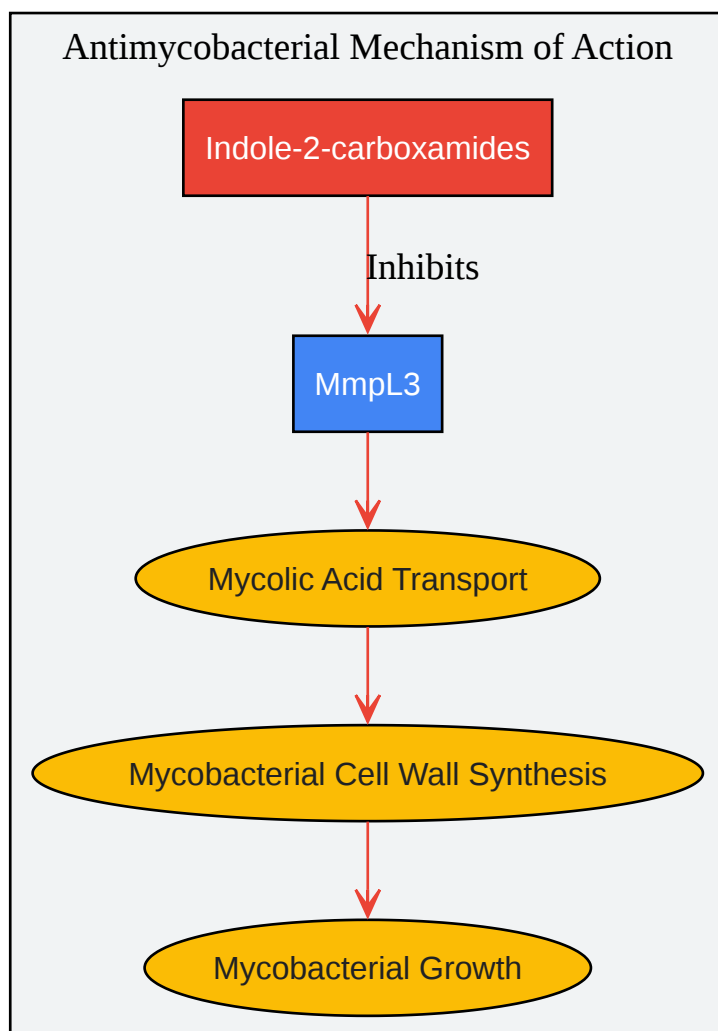 Antimycobacterial Mechanism of Action
Indole-2-carboxamides
Inhibits
MmpL3
Mycolic Acid Transport
Mycobacterial Cell Wall Synthesis
Mycobacterial Growth